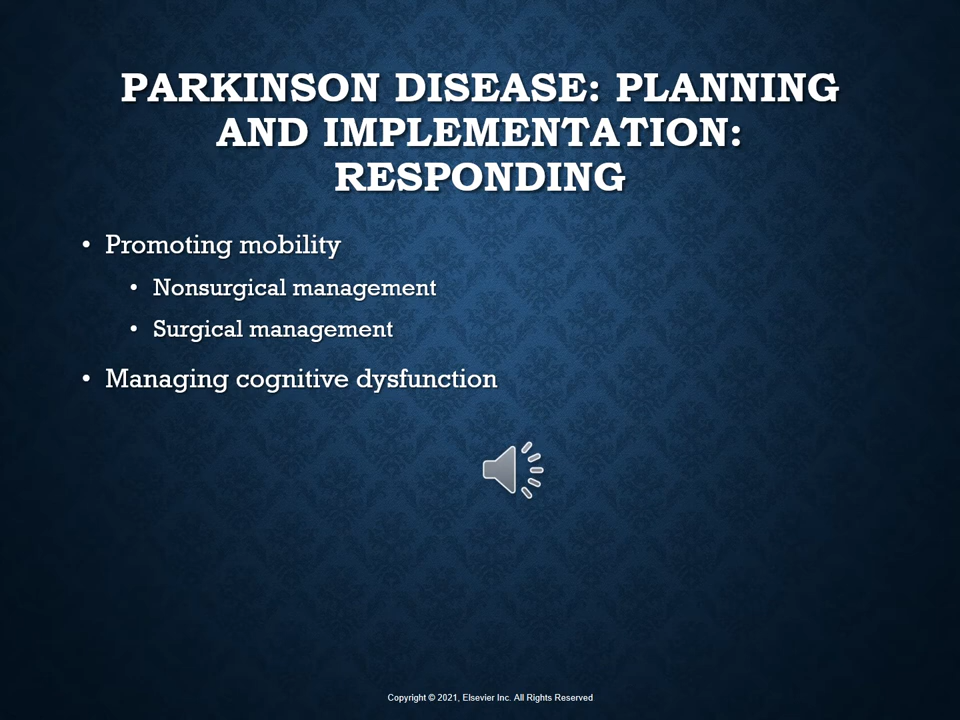 PARKINSON DISEASE: PLANNING
AND IMPLEMENTATION:
RESPONDING
• Promoting mobility
• Nonsurgical management
• Surgical management
• Managing cognitive dysfunction
Copyright © 2021, Elsevier Inc. All Rights Reserved